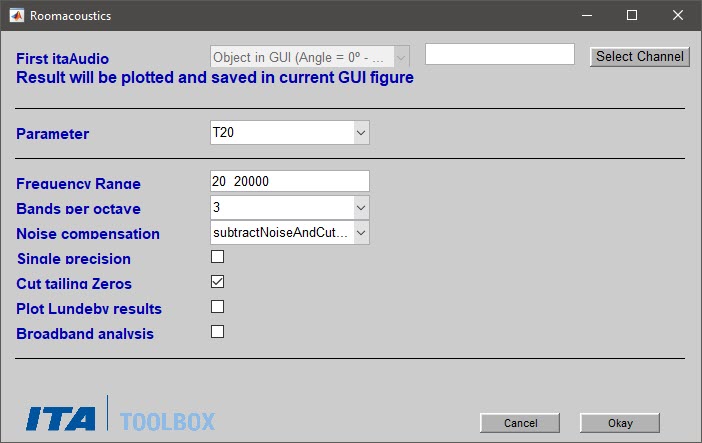 Roomacoustics
First itaAudio Object in GUI (Angle = 0º - ... Select Channel
Result will be plotted and saved in current GUI figure
Parameter T20
Frequency Range 20 20000
Bands per octave 3
Noise compensation subtractNoiseAndCut...
Single precision
Cut tailing Zeros
Plot Lundeby results
Broadband analysis
ITA TOOLBOX Cancel Okay